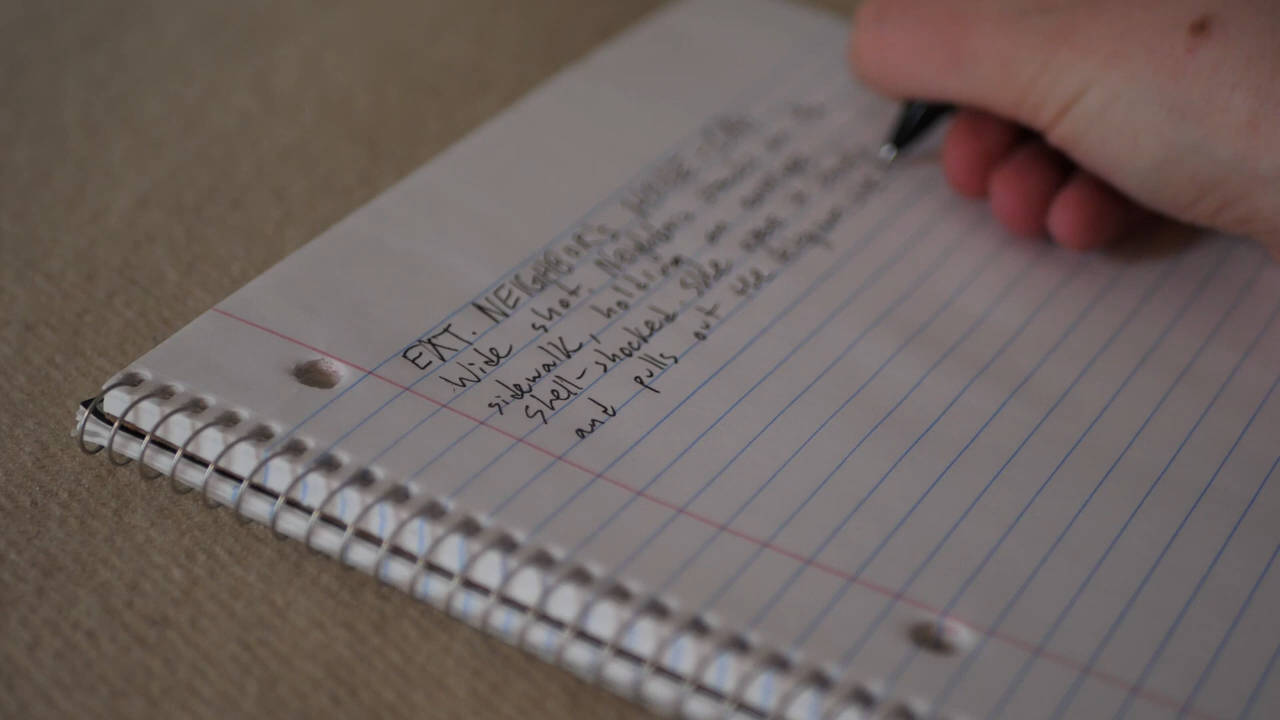 EXT. NEIGHBOR'S HOUSE - DAY
Wide shot. Madison stands on the
sidewalk, holding an envelope
shell-shocked. She opens it
and pulls out the